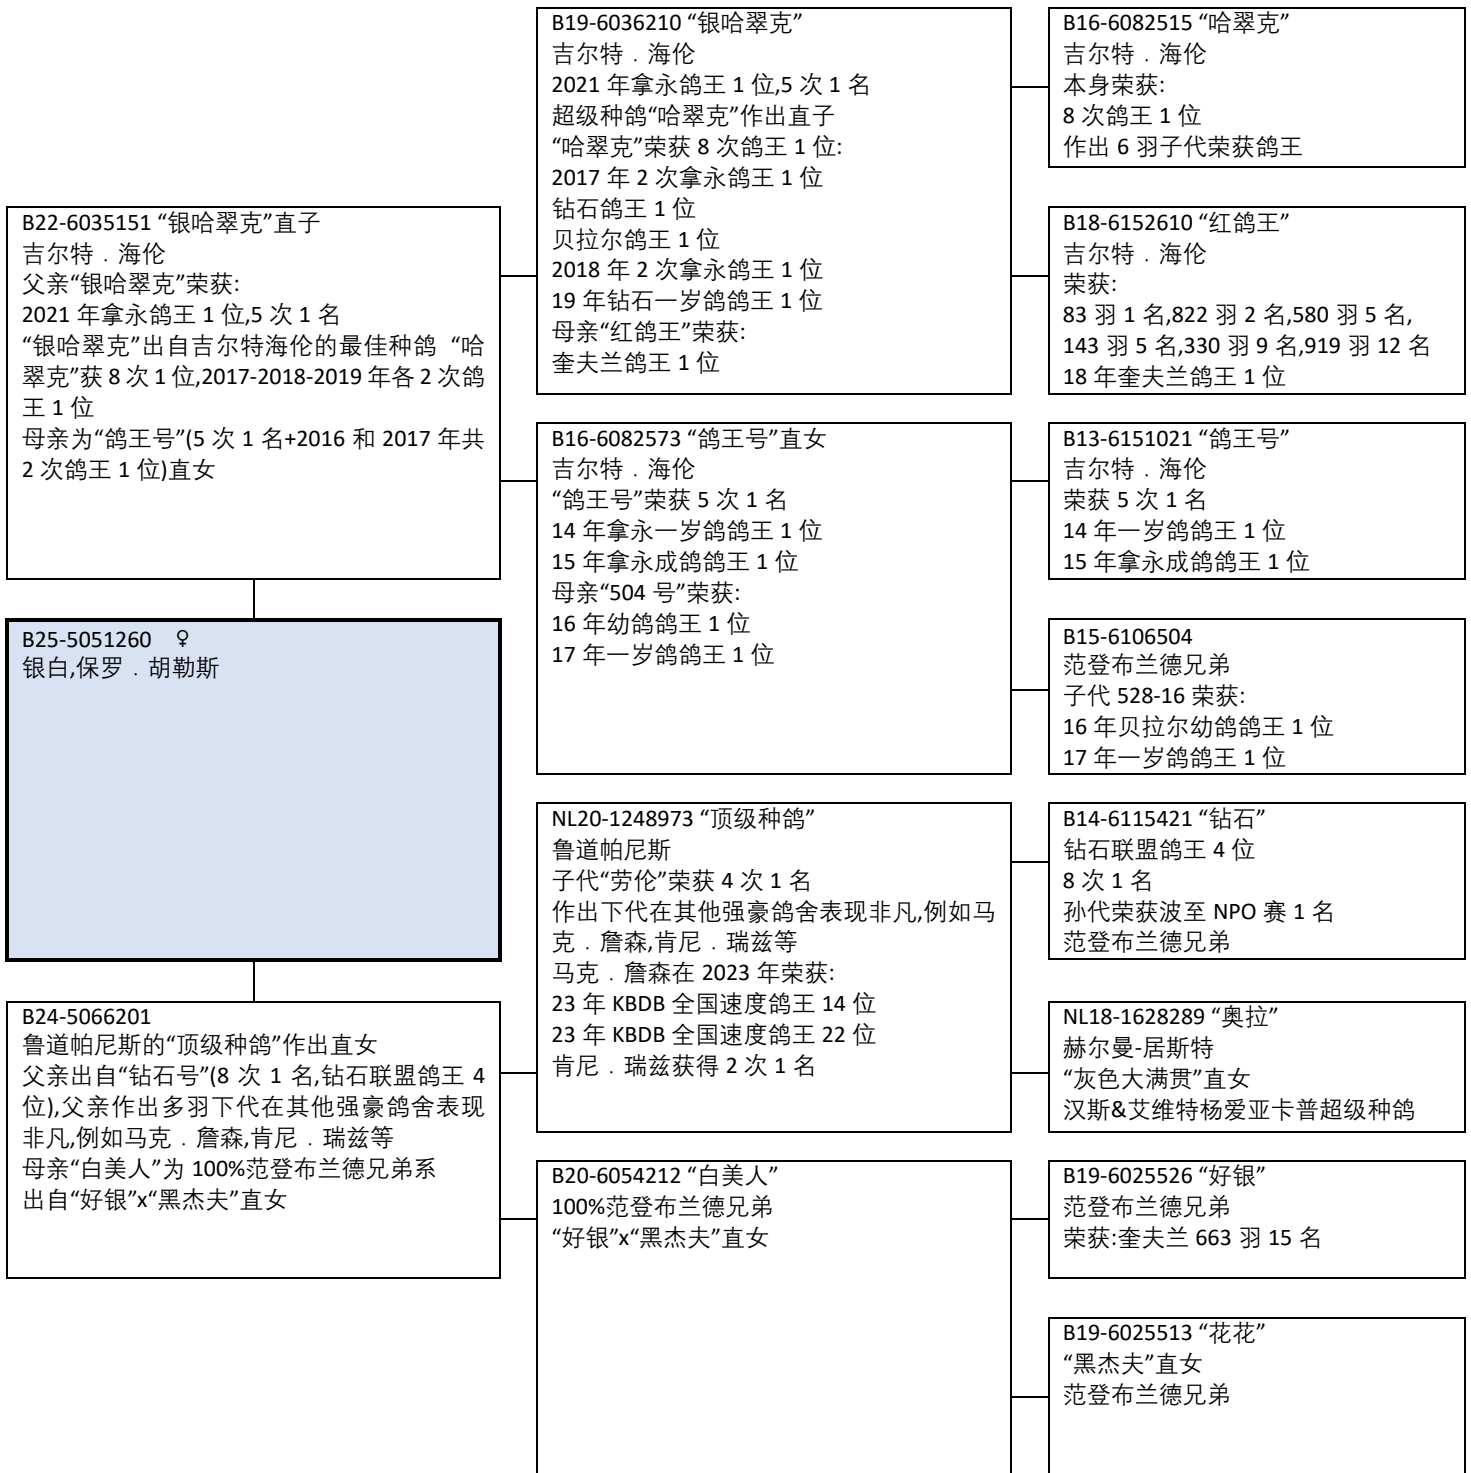 B22-6035151 “银哈翠克”直子
吉尔特．海伦
父亲“银哈翠克”荣获:
2021 年拿永鸽王 1 位,5 次 1 名
“银哈翠克”出自吉尔特海伦的最佳种鸽 “哈
翠克”获 8 次 1 位,2017-2018-2019 年各 2 次鸽
王 1 位
母亲为“鸽王号”(5 次 1 名+2016 和 2017 年共
2 次鸽王 1 位)直女
B25-5051260 ♀
银白,保罗．胡勒斯
B24-5066201
鲁道帕尼斯的“顶级种鸽”作出直女
父亲出自“钻石号”(8 次 1 名,钻石联盟鸽王 4
位),父亲作出多羽下代在其他强豪鸽舍表现
非凡,例如马克．詹森,肯尼．瑞兹等
母亲“白美人”为 100%范登布兰德兄弟系
出自“好银”x“黑杰夫”直女
B19-6036210 “银哈翠克”
吉尔特．海伦
2021 年拿永鸽王 1 位,5 次 1 名
超级种鸽“哈翠克”作出直子
“哈翠克”荣获 8 次鸽王 1 位:
2017 年 2 次拿永鸽王 1 位
钻石鸽王 1 位
贝拉尔鸽王 1 位
2018 年 2 次拿永鸽王 1 位
19 年钻石一岁鸽鸽王 1 位
母亲“红鸽王”荣获:
奎夫兰鸽王 1 位
B16-6082573 “鸽王号”直女
吉尔特．海伦
“鸽王号”荣获 5 次 1 名
14 年拿永一岁鸽鸽王 1 位
15 年拿永成鸽鸽王 1 位
母亲“504 号”荣获:
16 年幼鸽鸽王 1 位
17 年一岁鸽鸽王 1 位
NL20-1248973 “顶级种鸽”
鲁道帕尼斯
子代“劳伦”荣获 4 次 1 名
作出下代在其他强豪鸽舍表现非凡,例如马
克．詹森,肯尼．瑞兹等
马克．詹森在 2023 年荣获:
23 年 KBDB 全国速度鸽王 14 位
23 年 KBDB 全国速度鸽王 22 位
肯尼．瑞兹获得 2 次 1 名
B20-6054212 “白美人”
100%范登布兰德兄弟
“好银”x“黑杰夫”直女
B16-6082515 “哈翠克”
吉尔特．海伦
本身荣获:
8 次鸽王 1 位
作出 6 羽子代荣获鸽王
B18-6152610 “红鸽王”
吉尔特．海伦
荣获:
83 羽 1 名,822 羽 2 名,580 羽 5 名,
143 羽 5 名,330 羽 9 名,919 羽 12 名
18 年奎夫兰鸽王 1 位
B13-6151021 “鸽王号”
吉尔特．海伦
荣获 5 次 1 名
14 年一岁鸽鸽王 1 位
15 年拿永成鸽鸽王 1 位
B15-6106504
范登布兰德兄弟
子代 528-16 荣获:
16 年贝拉尔幼鸽鸽王 1 位
17 年一岁鸽鸽王 1 位
B14-6115421 “钻石”
钻石联盟鸽王 4 位
8 次 1 名
孙代荣获波至 NPO 赛 1 名
范登布兰德兄弟
NL18-1628289 “奥拉”
赫尔曼-居斯特
“灰色大满贯”直女
汉斯&艾维特杨爱亚卡普超级种鸽
B19-6025526 “好银”
范登布兰德兄弟
荣获:奎夫兰 663 羽 15 名
B19-6025513 “花花”
“黑杰夫”直女
范登布兰德兄弟